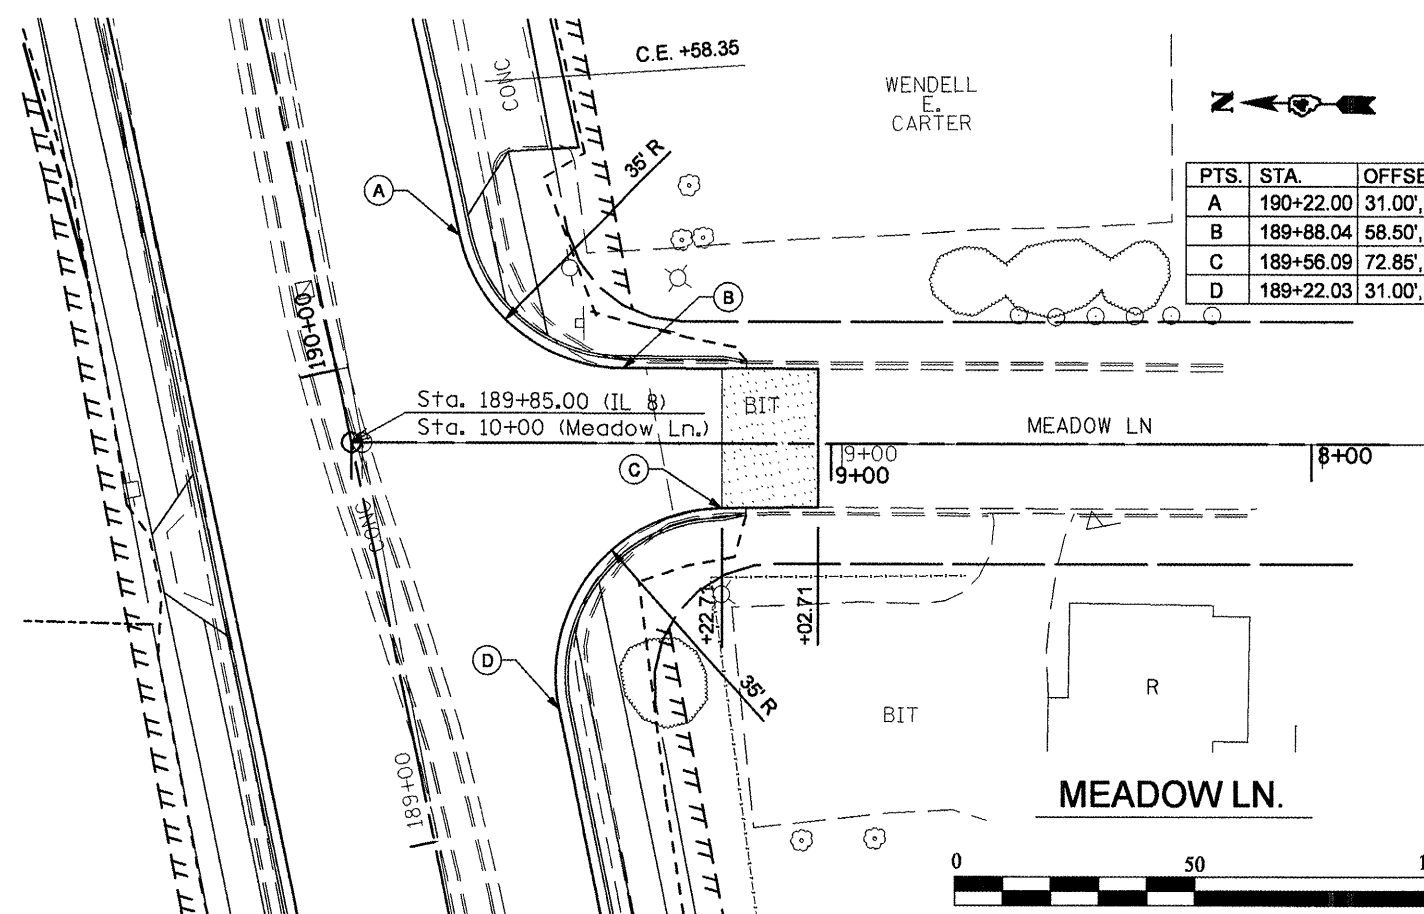 C.E. +58.35
CONC
WENDELL
E.
CARTER
N
35' R
A
PTS. STA. OFFSE
A 190+22.00 31.00',
B 189+88.04 58.50',
C 189+56.09 72.85',
D 189+22.03 31.00',
B
190+00
Sta. 189+85.00 (IL 8)
Sta. 10+00 (Meadow Ln.)
BIT
MEADOW LN
9+00
9+00
8+00
C
CONC
+22.71
+02.71
D
35' R
R
BIT
189+00
MEADOW LN.
0 50 1